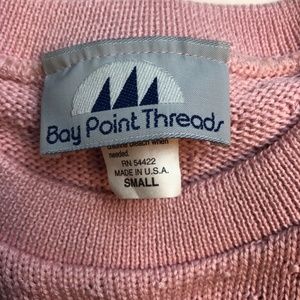 Bay Point Threads
chlorine bleach when
needed.
RN 54422
MADE IN U.S.A.
SMALL